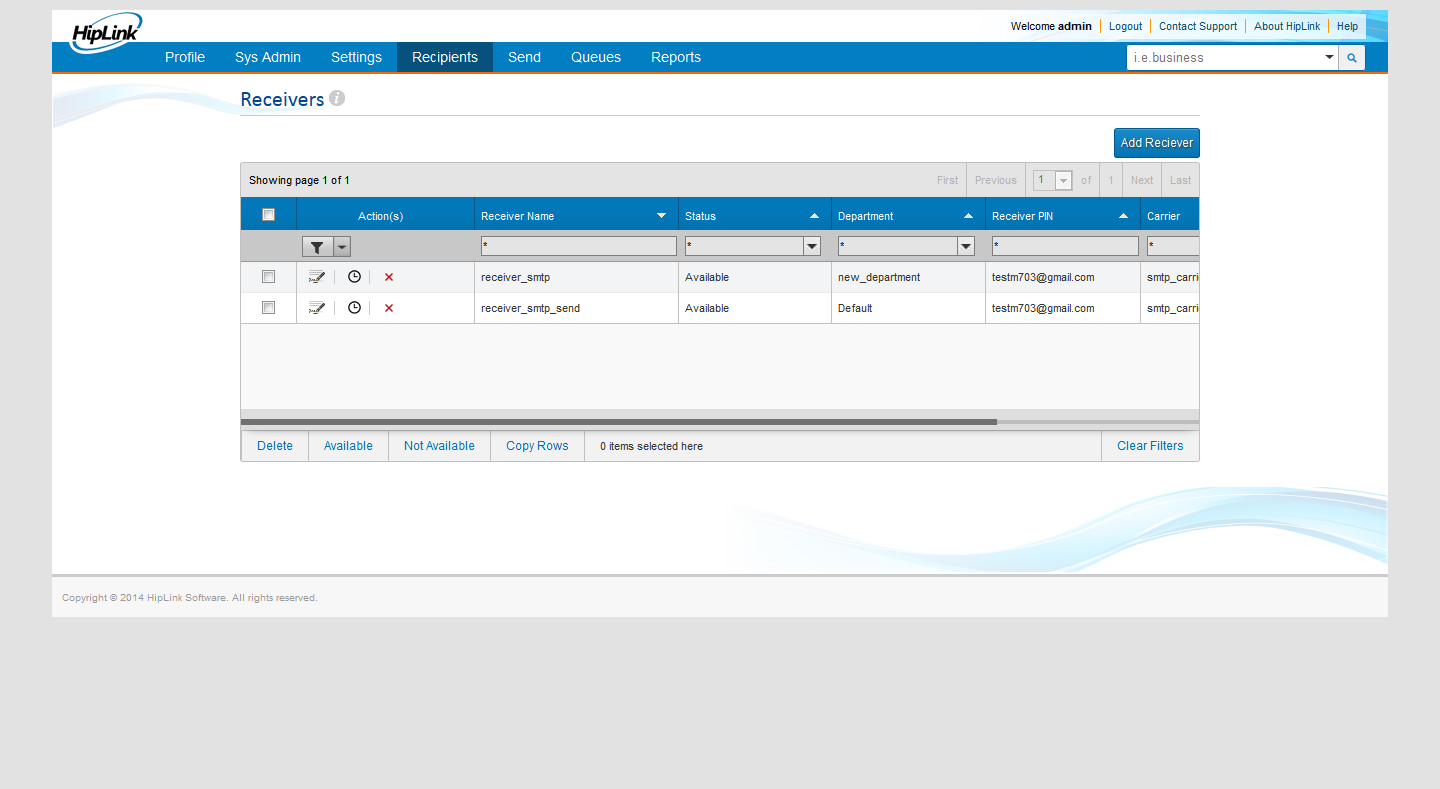 HipLink
Welcome admin Logout Contact Support About HipLink Help
Profile Sys Admin Settings Recipients Send Queues Reports i.e.business
Receivers i
Add Reciever
Showing page 1 of 1 First Previous 1 of 1 Next Last
Action(s) Receiver Name Status Department Receiver PIN Carrier
* * * * *
receiver_smtp Available new_department testm703@gmail.com smtp_carri
receiver_smtp_send Available Default testm703@gmail.com smtp_carri
Delete Available Not Available Copy Rows 0 items selected here Clear Filters
Copyright © 2014 HipLink Software. All rights reserved.